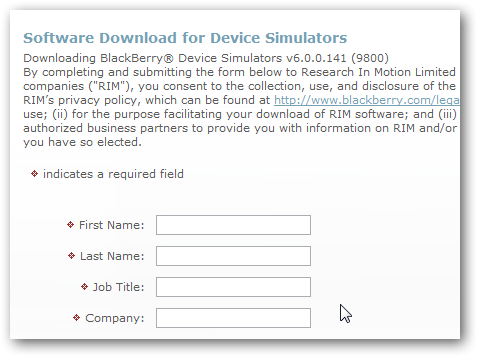 Software Download for Device Simulators
Downloading BlackBerry® Device Simulators v6.0.0.141 (9800)
By completing and submitting the form below to Research In Motion Limited
companies ("RIM"), you consent to the collection, use, and disclosure of the
RIM's privacy policy, which can be found at http://www.blackberry.com/lega
use; (ii) for the purpose facilitating your download of RIM software; and (iii)
authorized business partners to provide you with information on RIM and/or
you have so elected.
❖ indicates a required field
❖ First Name:
❖ Last Name:
❖ Job Title:
❖ Company: